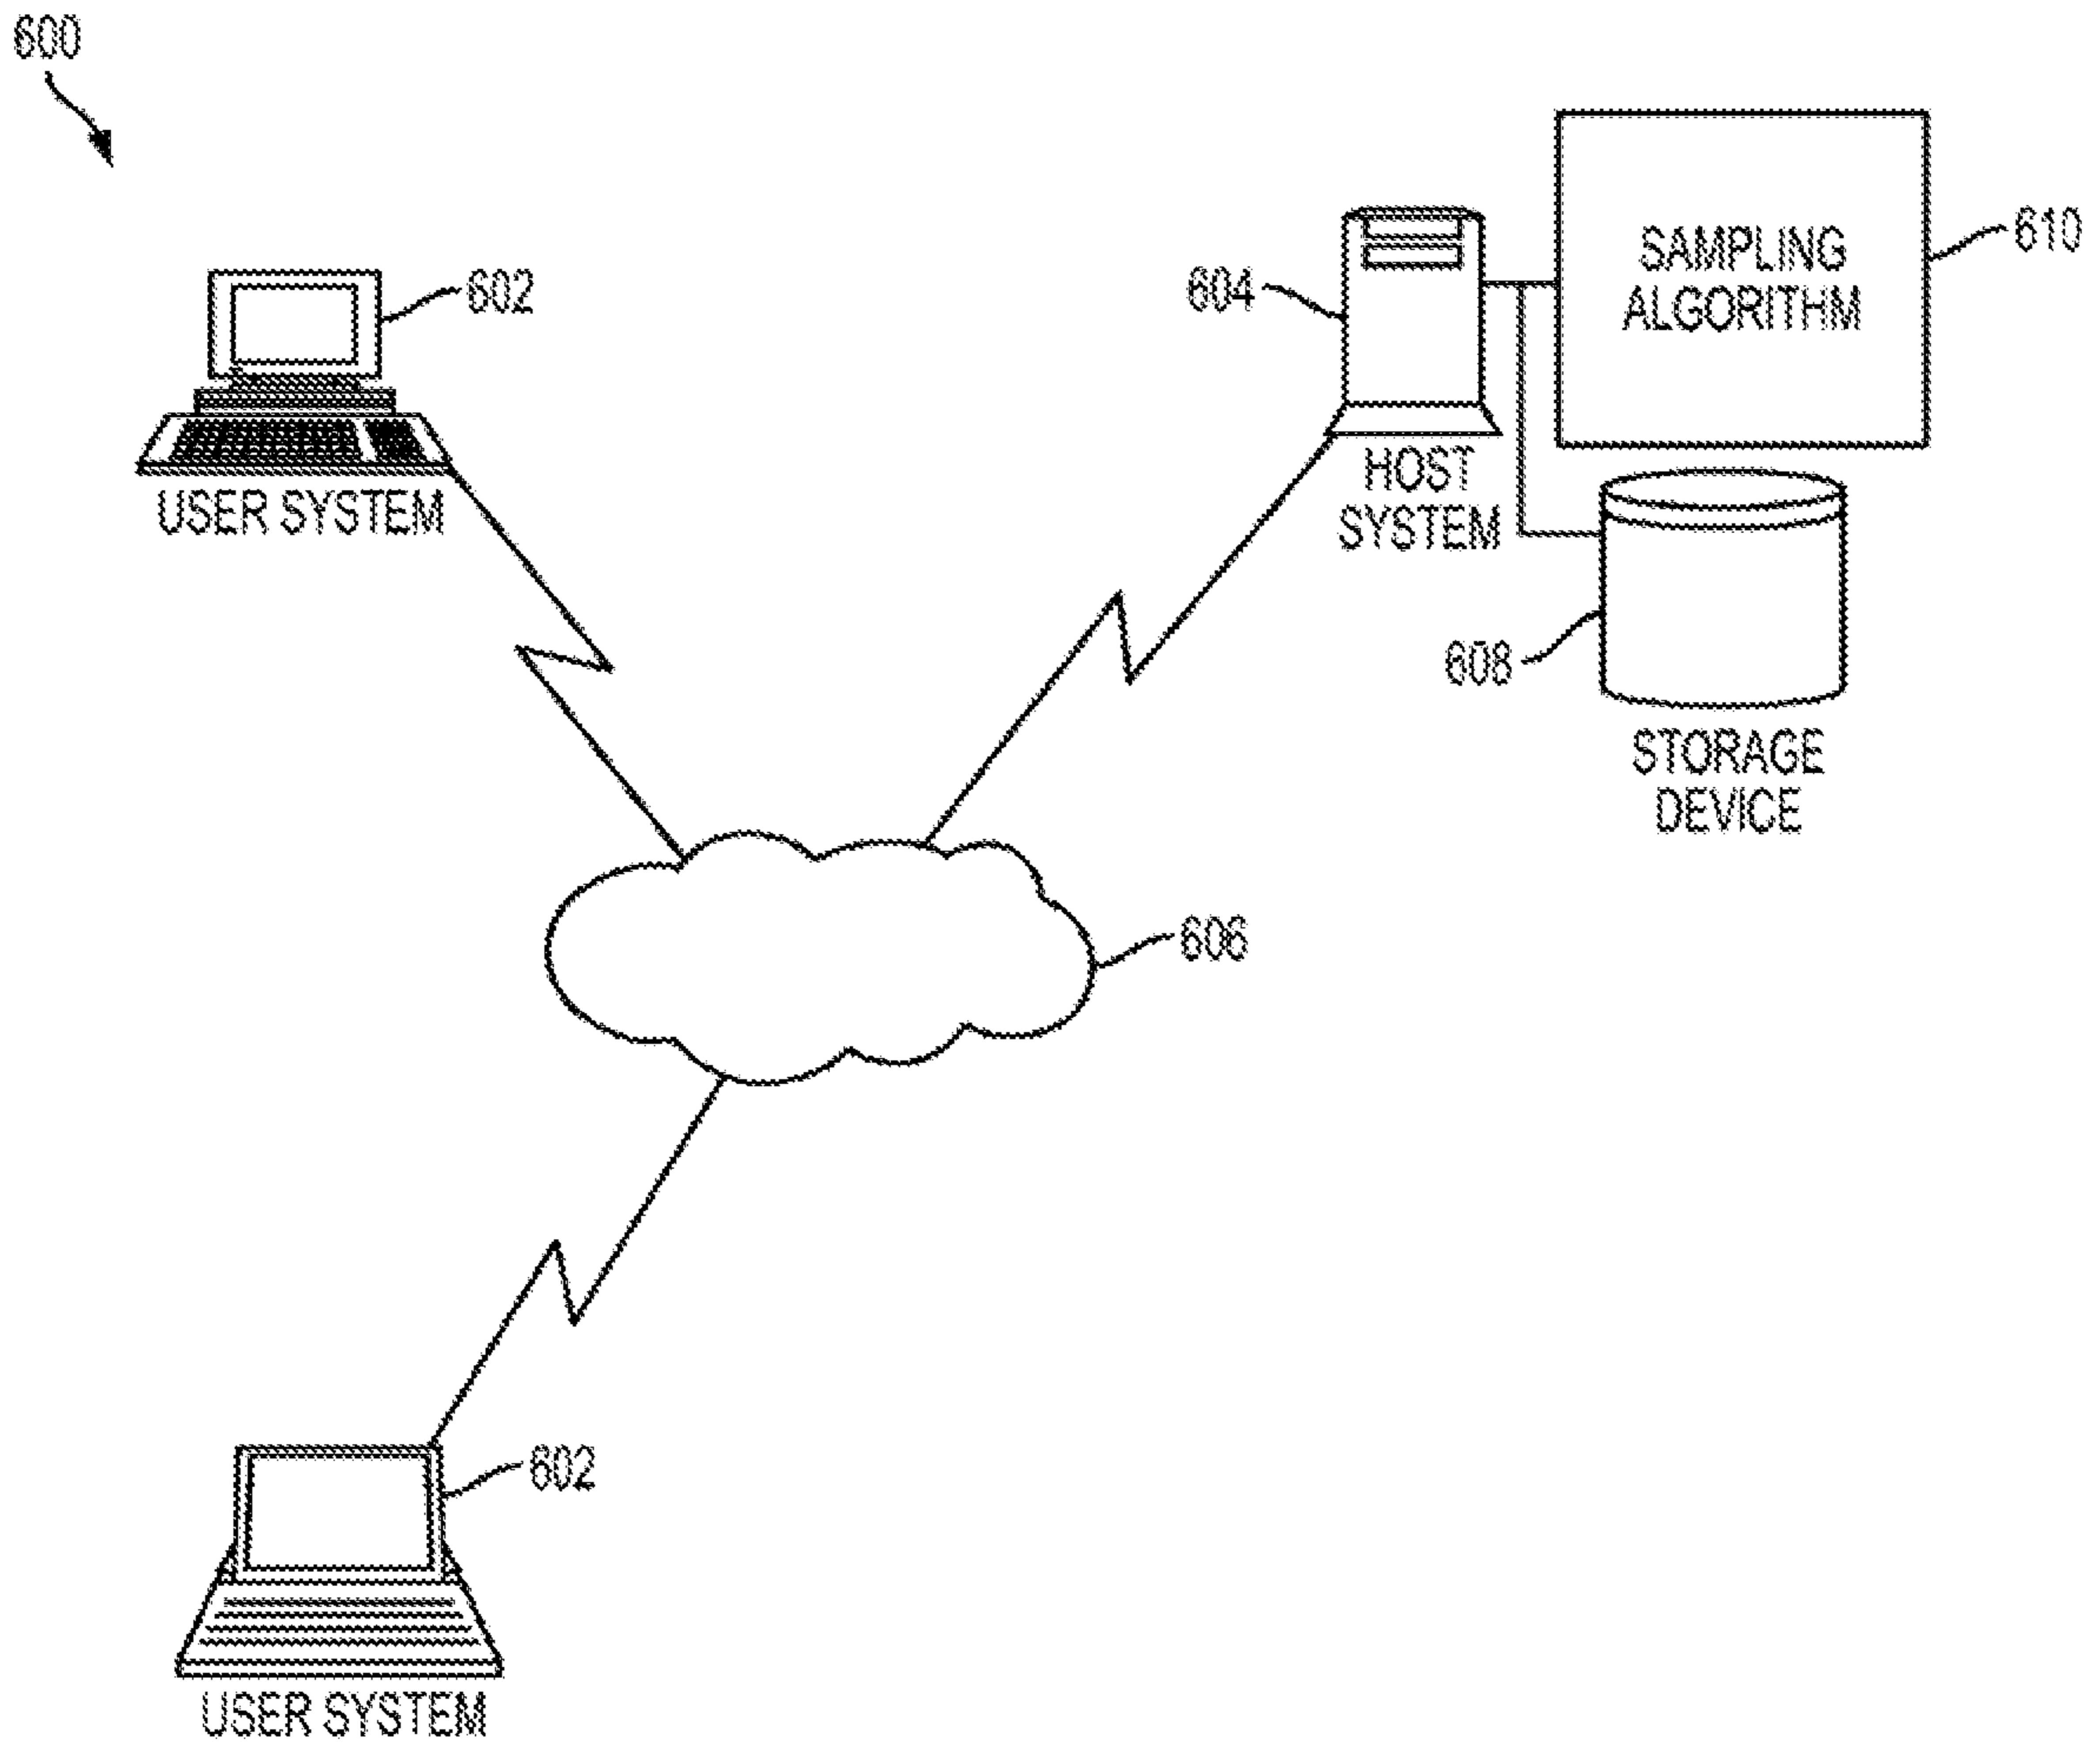 600
602
USER SYSTEM
604
HOST
SYSTEM
SAMPLING
ALGORITHM
610
608
STORAGE
DEVICE
606
602
USER SYSTEM